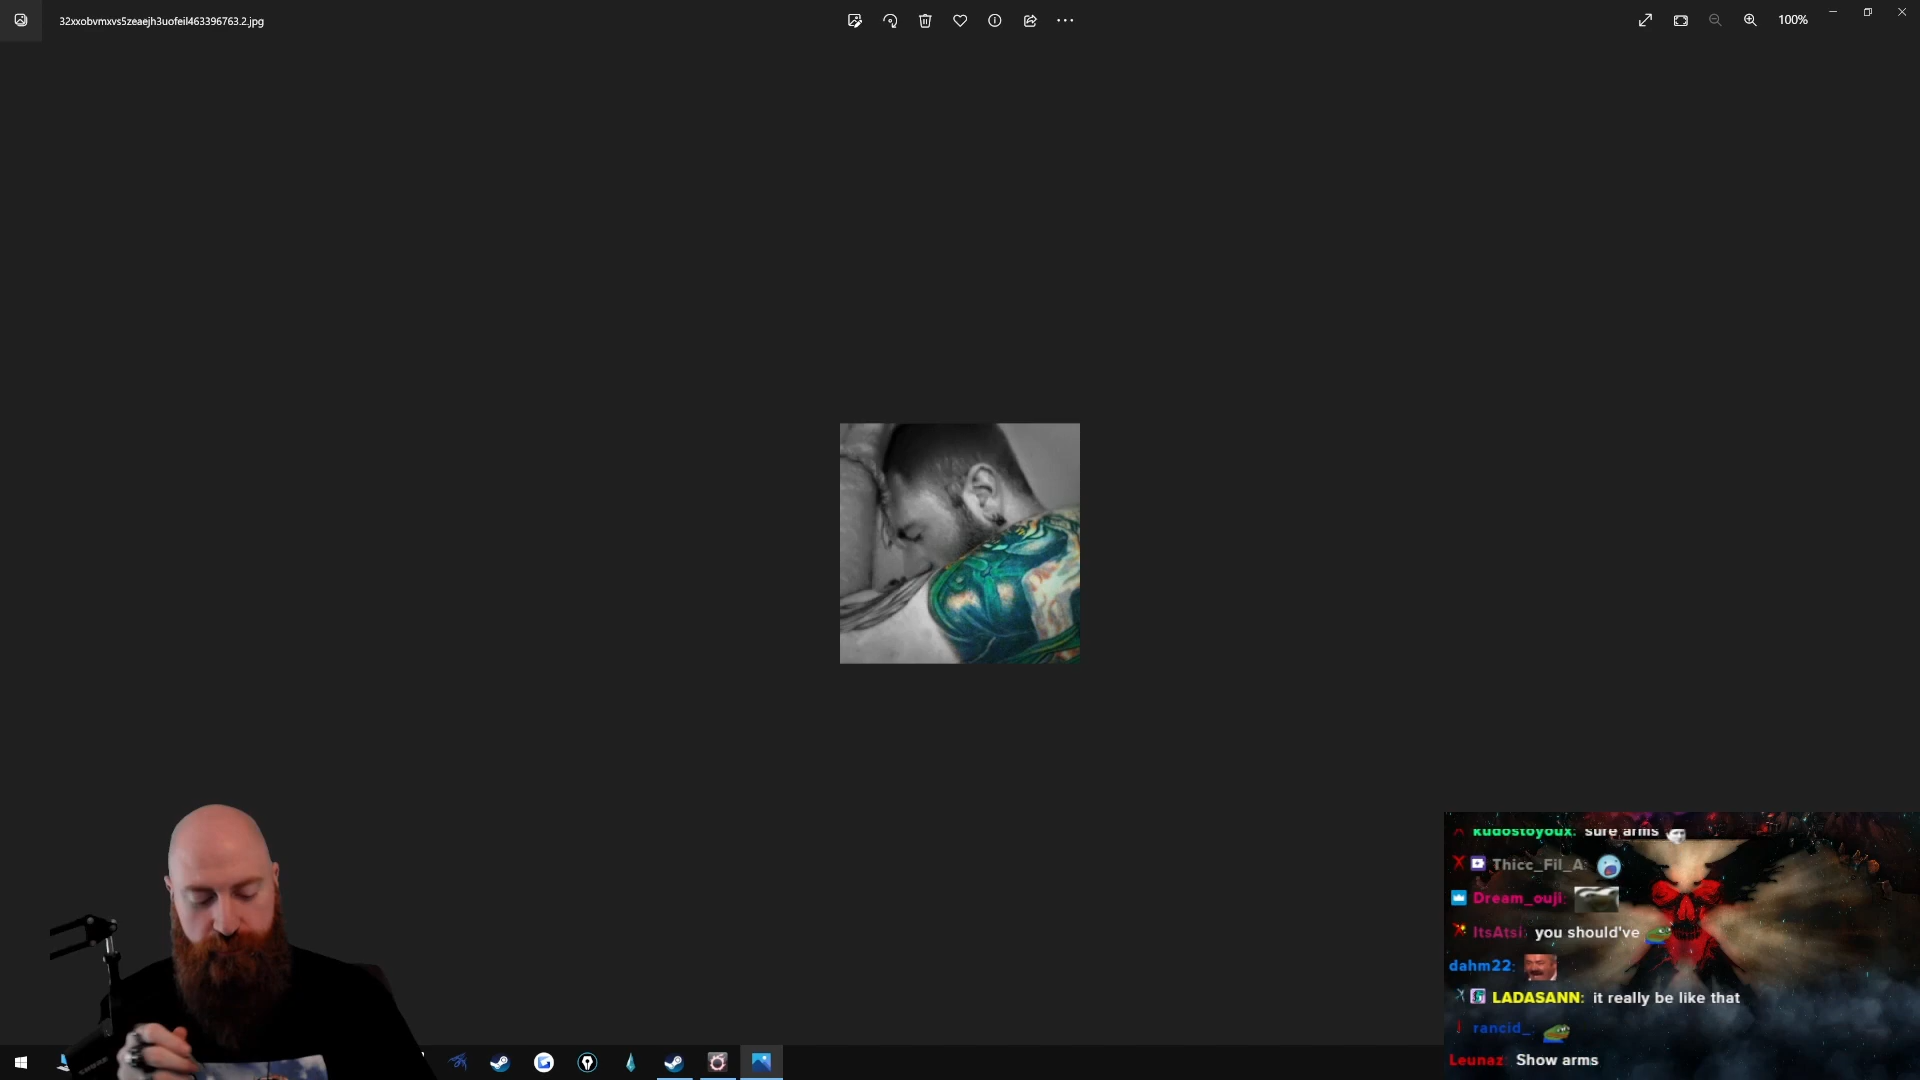 32xxobvmxvs5zeaejh3uofeil463396763.2.jpg
100%
kudostoyoux: sure arms
Thicc_Fil_A:
Dream_ouji:
ItsAtsi: you should've
dahm22:
LADASANN: it really be like that
rancid_:
Leunaz: Show arms